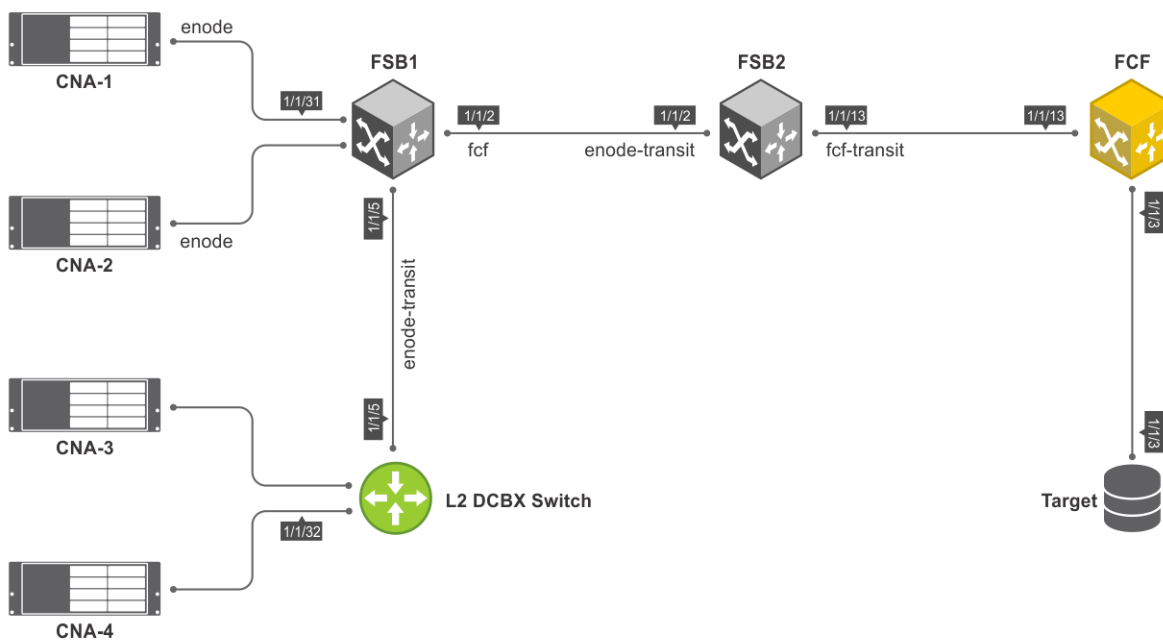 enode
CNA-1
1/1/31
FSB1
FSB2
FCF
1/1/2
fcf
1/1/2
enode-transit
1/1/13
fcf-transit
1/1/13
enode
CNA-2
1/1/5
enode-transit
1/1/5
1/1/3
1/1/3
CNA-3
L2 DCBX Switch
1/1/32
Target
CNA-4